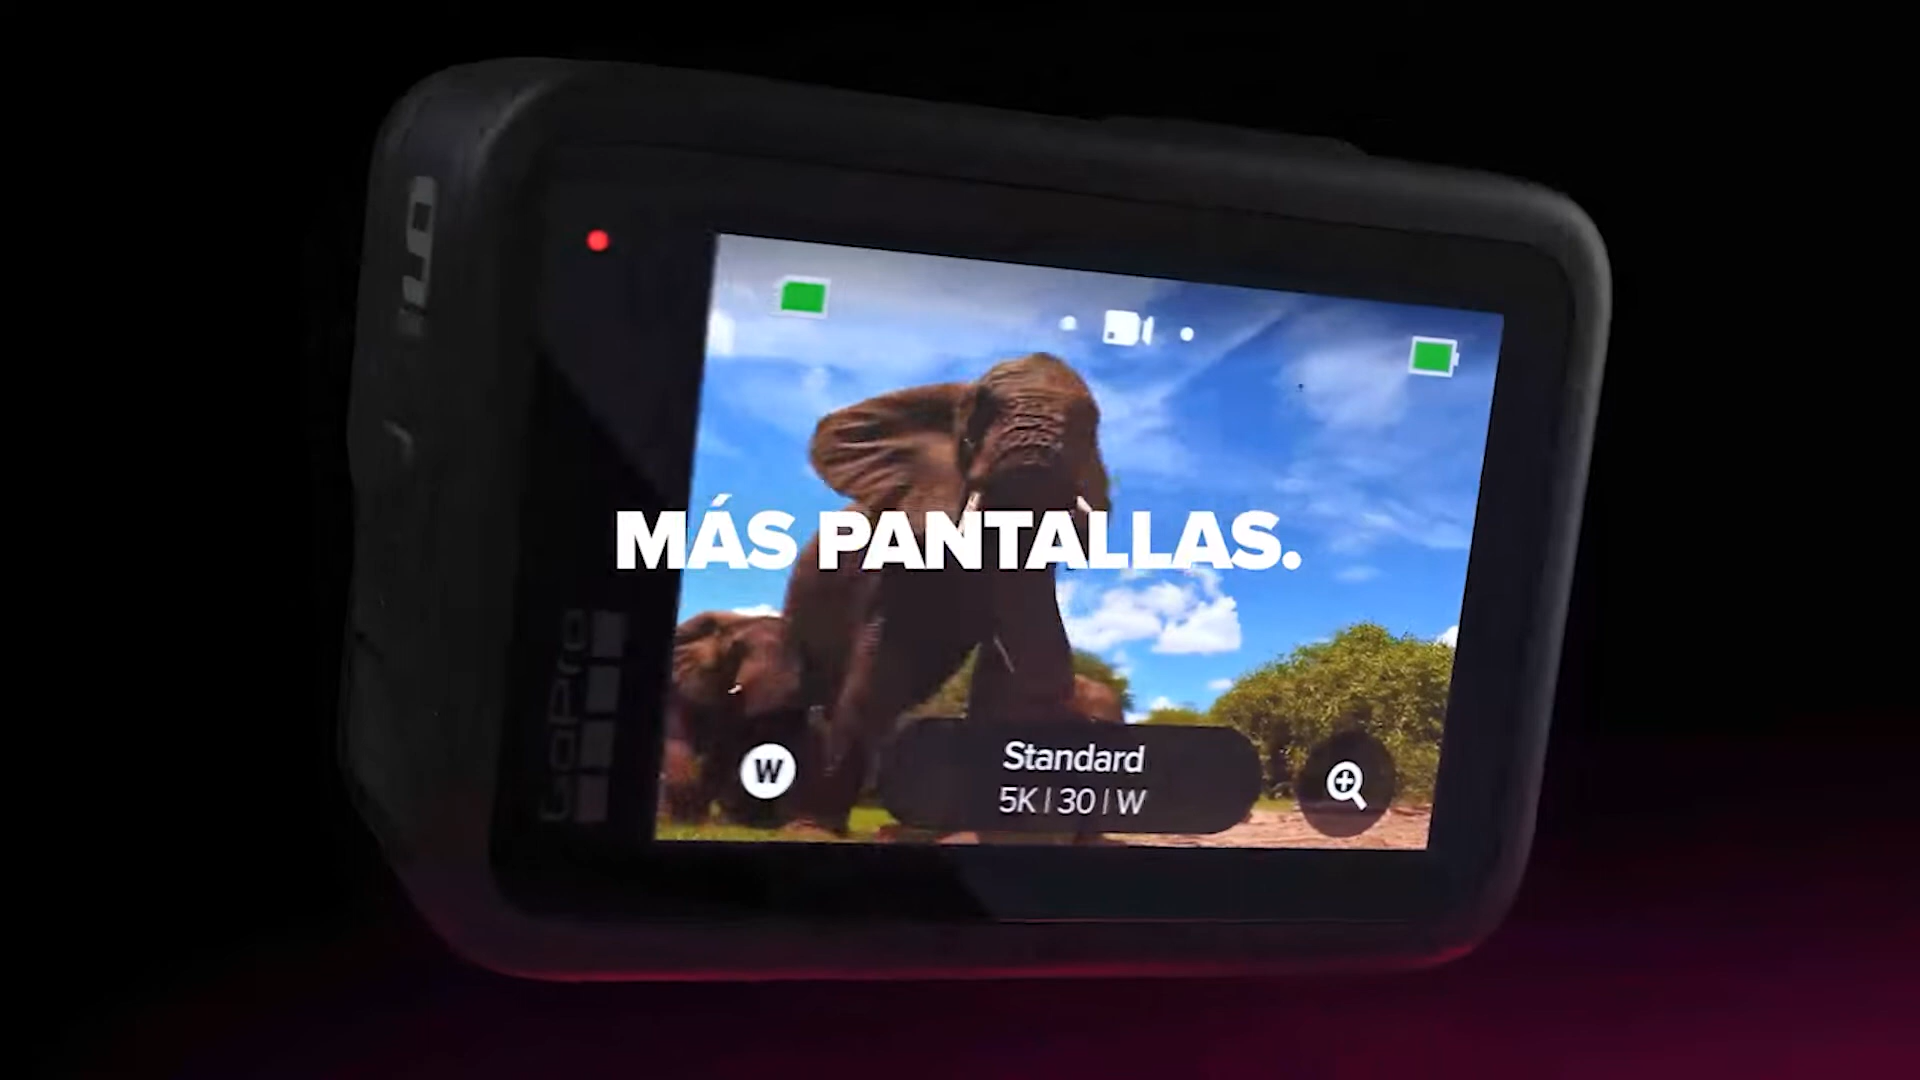 MÁS PANTALLAS.
GoPro
W
Standard
5K | 30 | W